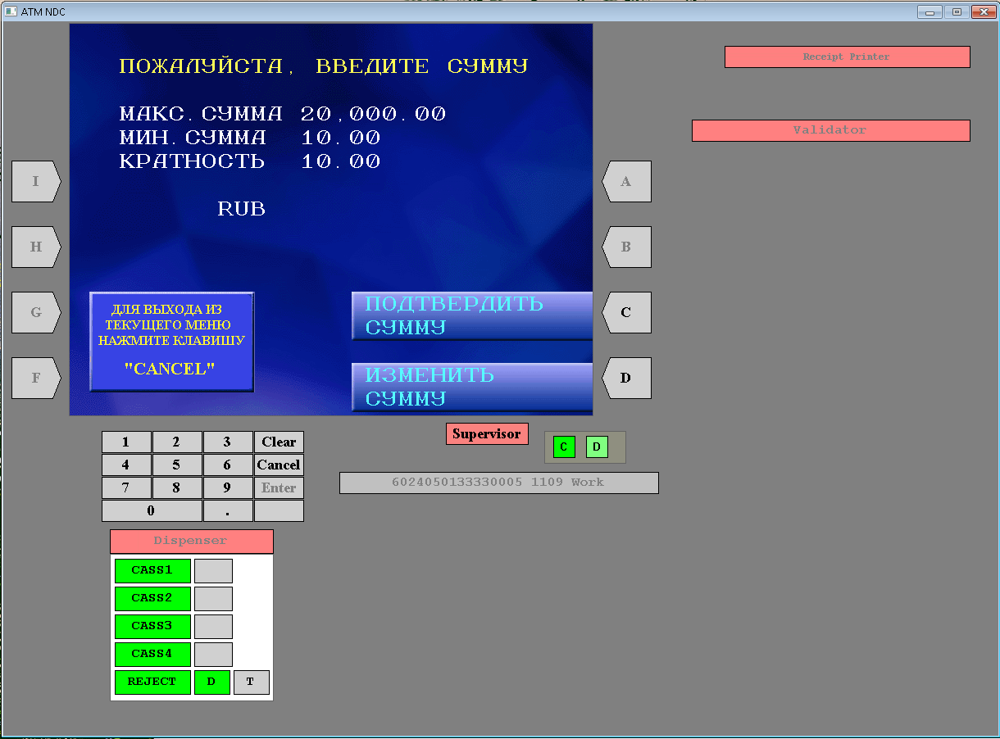 ATM NDC
ПОЖАЛУЙСТА, ВВЕДИТЕ СУММУ
МАКС.СУММА 20,000.00
МИН.СУММА 10.00
КРАТНОСТЬ 10.00
RUB
ДЛЯ ВЫХОДА ИЗ
ТЕКУЩЕГО МЕНЮ
НАЖМИТЕ КЛАВИШУ
"CANCEL"
ПОДТВЕРДИТЬ
СУММУ
ИЗМЕНИТЬ
СУММУ
I
H
G
F
A
B
C
D
Receipt Printer
Validator
1 2 3 Clear
4 5 6 Cancel
7 8 9 Enter
0 .
Supervisor
C D
6024050133330005 1109 Work
Dispenser
CASS1
CASS2
CASS3
CASS4
REJECT D T